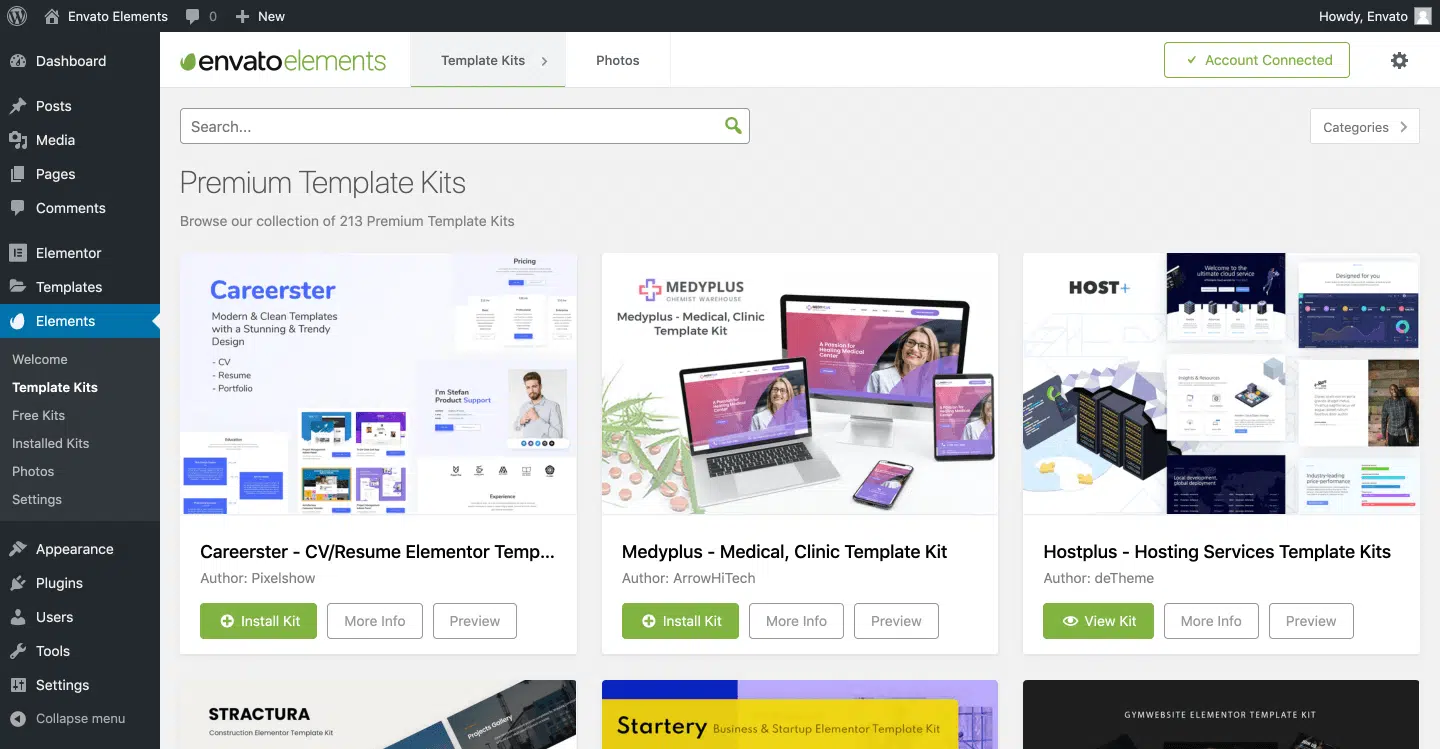 Envato Elements
0
New
Howdy, Envato
Dashboard
Posts
Media
Pages
Comments
Elementor
Templates
Elements
Welcome
Template Kits
Free Kits
Installed Kits
Photos
Settings
Appearance
Plugins
Users
Tools
Settings
Collapse menu
envatoelements
Template Kits
Photos
Account Connected
Search...
Categories
Premium Template Kits
Browse our collection of 213 Premium Template Kits
Careerster
Modern & Clean Templates
with a Stunning & Trendy
Design
- CV
- Resume
- Portfolio
Pricing
I'm Stefan
Product Support
Education
Experience
Careerster - CV/Resume Elementor Temp...
Author: Pixelshow
Install Kit
More Info
Preview
MEDYPLUS
CHEMIST WAREHOUSE
Medyplus - Medical, Clinic
Template Kit
A Passion for
Healing Medical
Center
Medyplus - Medical, Clinic Template Kit
Author: ArrowHiTech
Install Kit
More Info
Preview
HOST+
Welcome to the
ultimate cloud service
Designed for you
Insights & Resources
Local development,
global deployment
Industry-leading
price-performance
Hostplus - Hosting Services Template Kits
Author: deTheme
View Kit
More Info
Preview
STRACTURA
Construction Elementor Template Kit
Projects Gallery
Startery Business & Startup Elementor Template Kit
GYMWEBSITE ELEMENTOR TEMPLATE KIT